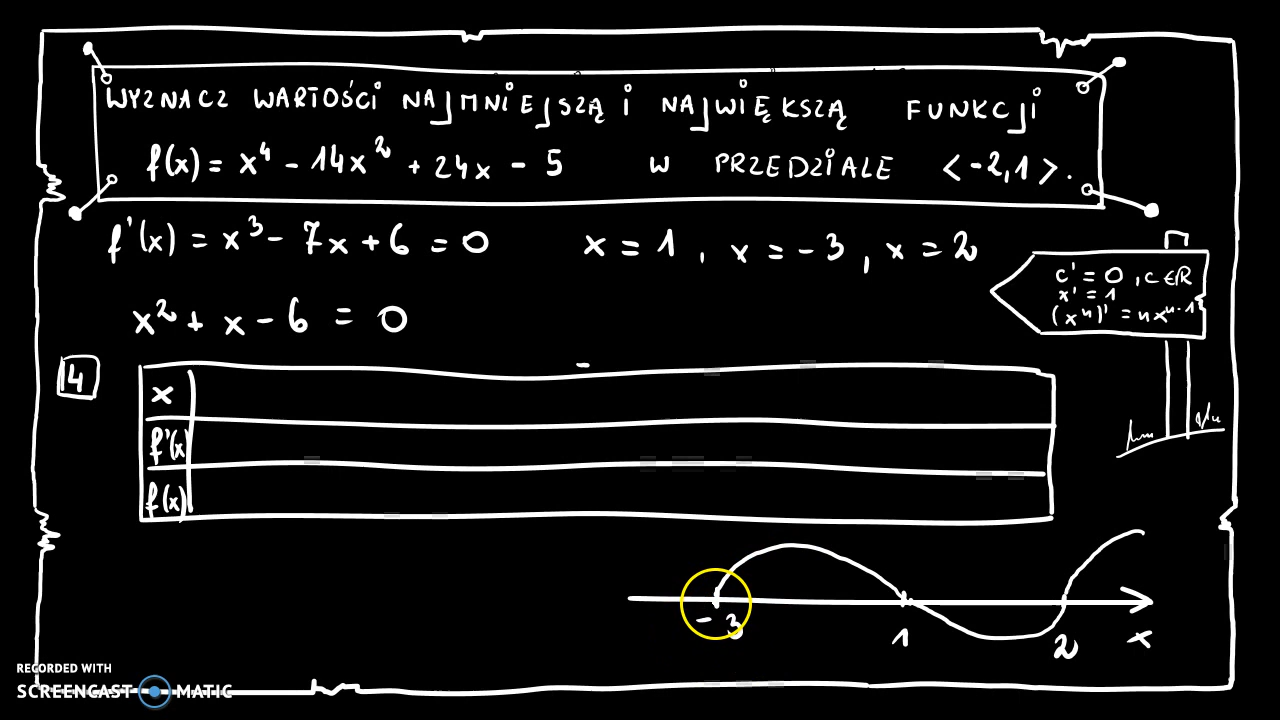 WYZNACZ WARTOŚCI NAJMNIEJSZĄ I NAJWIĘKSZĄ FUNKCJI
f(x) = x⁴ - 14x² + 24x - 5 W PRZEDZIALE <-2,1>.
f'(x) = x³ - 7x + 6 = 0 x = 1 , x = -3 , x = 2
c' = 0 , c ∈ R
x' = 1
(xⁿ)' = nxⁿ⁻¹
x² + x - 6 = 0
4
x
f'(x)
f(x)
-3 1 2 x
RECORDED WITH
SCREENCAST MATIC